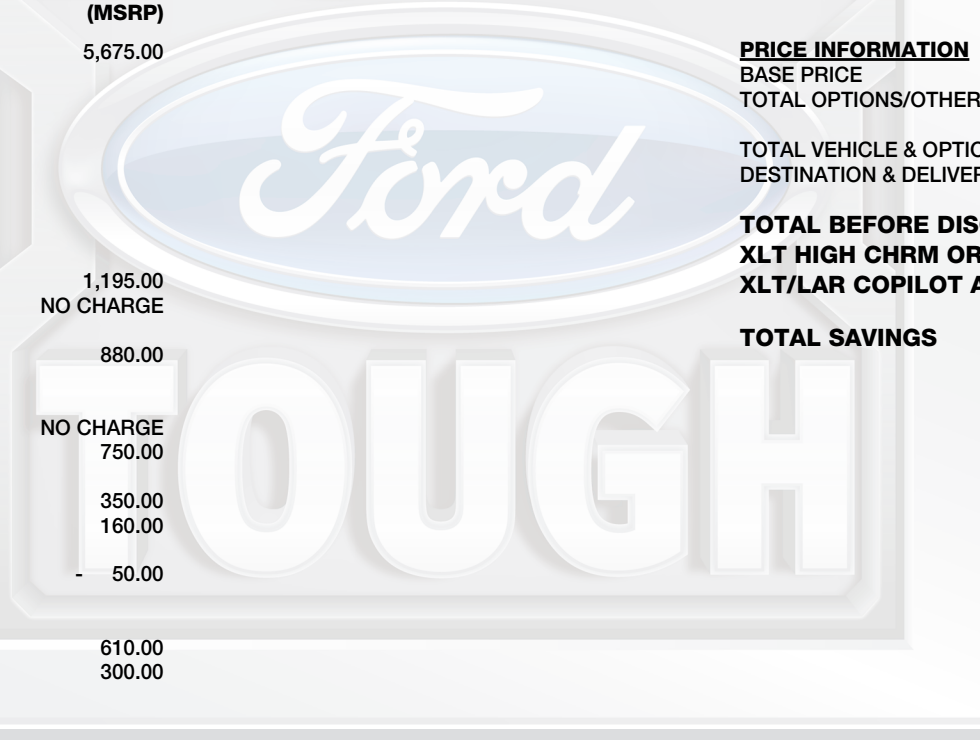 (MSRP)
5,675.00
1,195.00
NO CHARGE
880.00
NO CHARGE
750.00
350.00
160.00
- 50.00
610.00
300.00
PRICE INFORMATION
BASE PRICE
TOTAL OPTIONS/OTHER
TOTAL VEHICLE & OPTIO
DESTINATION & DELIVER
TOTAL BEFORE DIS
XLT HIGH CHRM OR
XLT/LAR COPILOT A
TOTAL SAVINGS
Ford
TOUGH